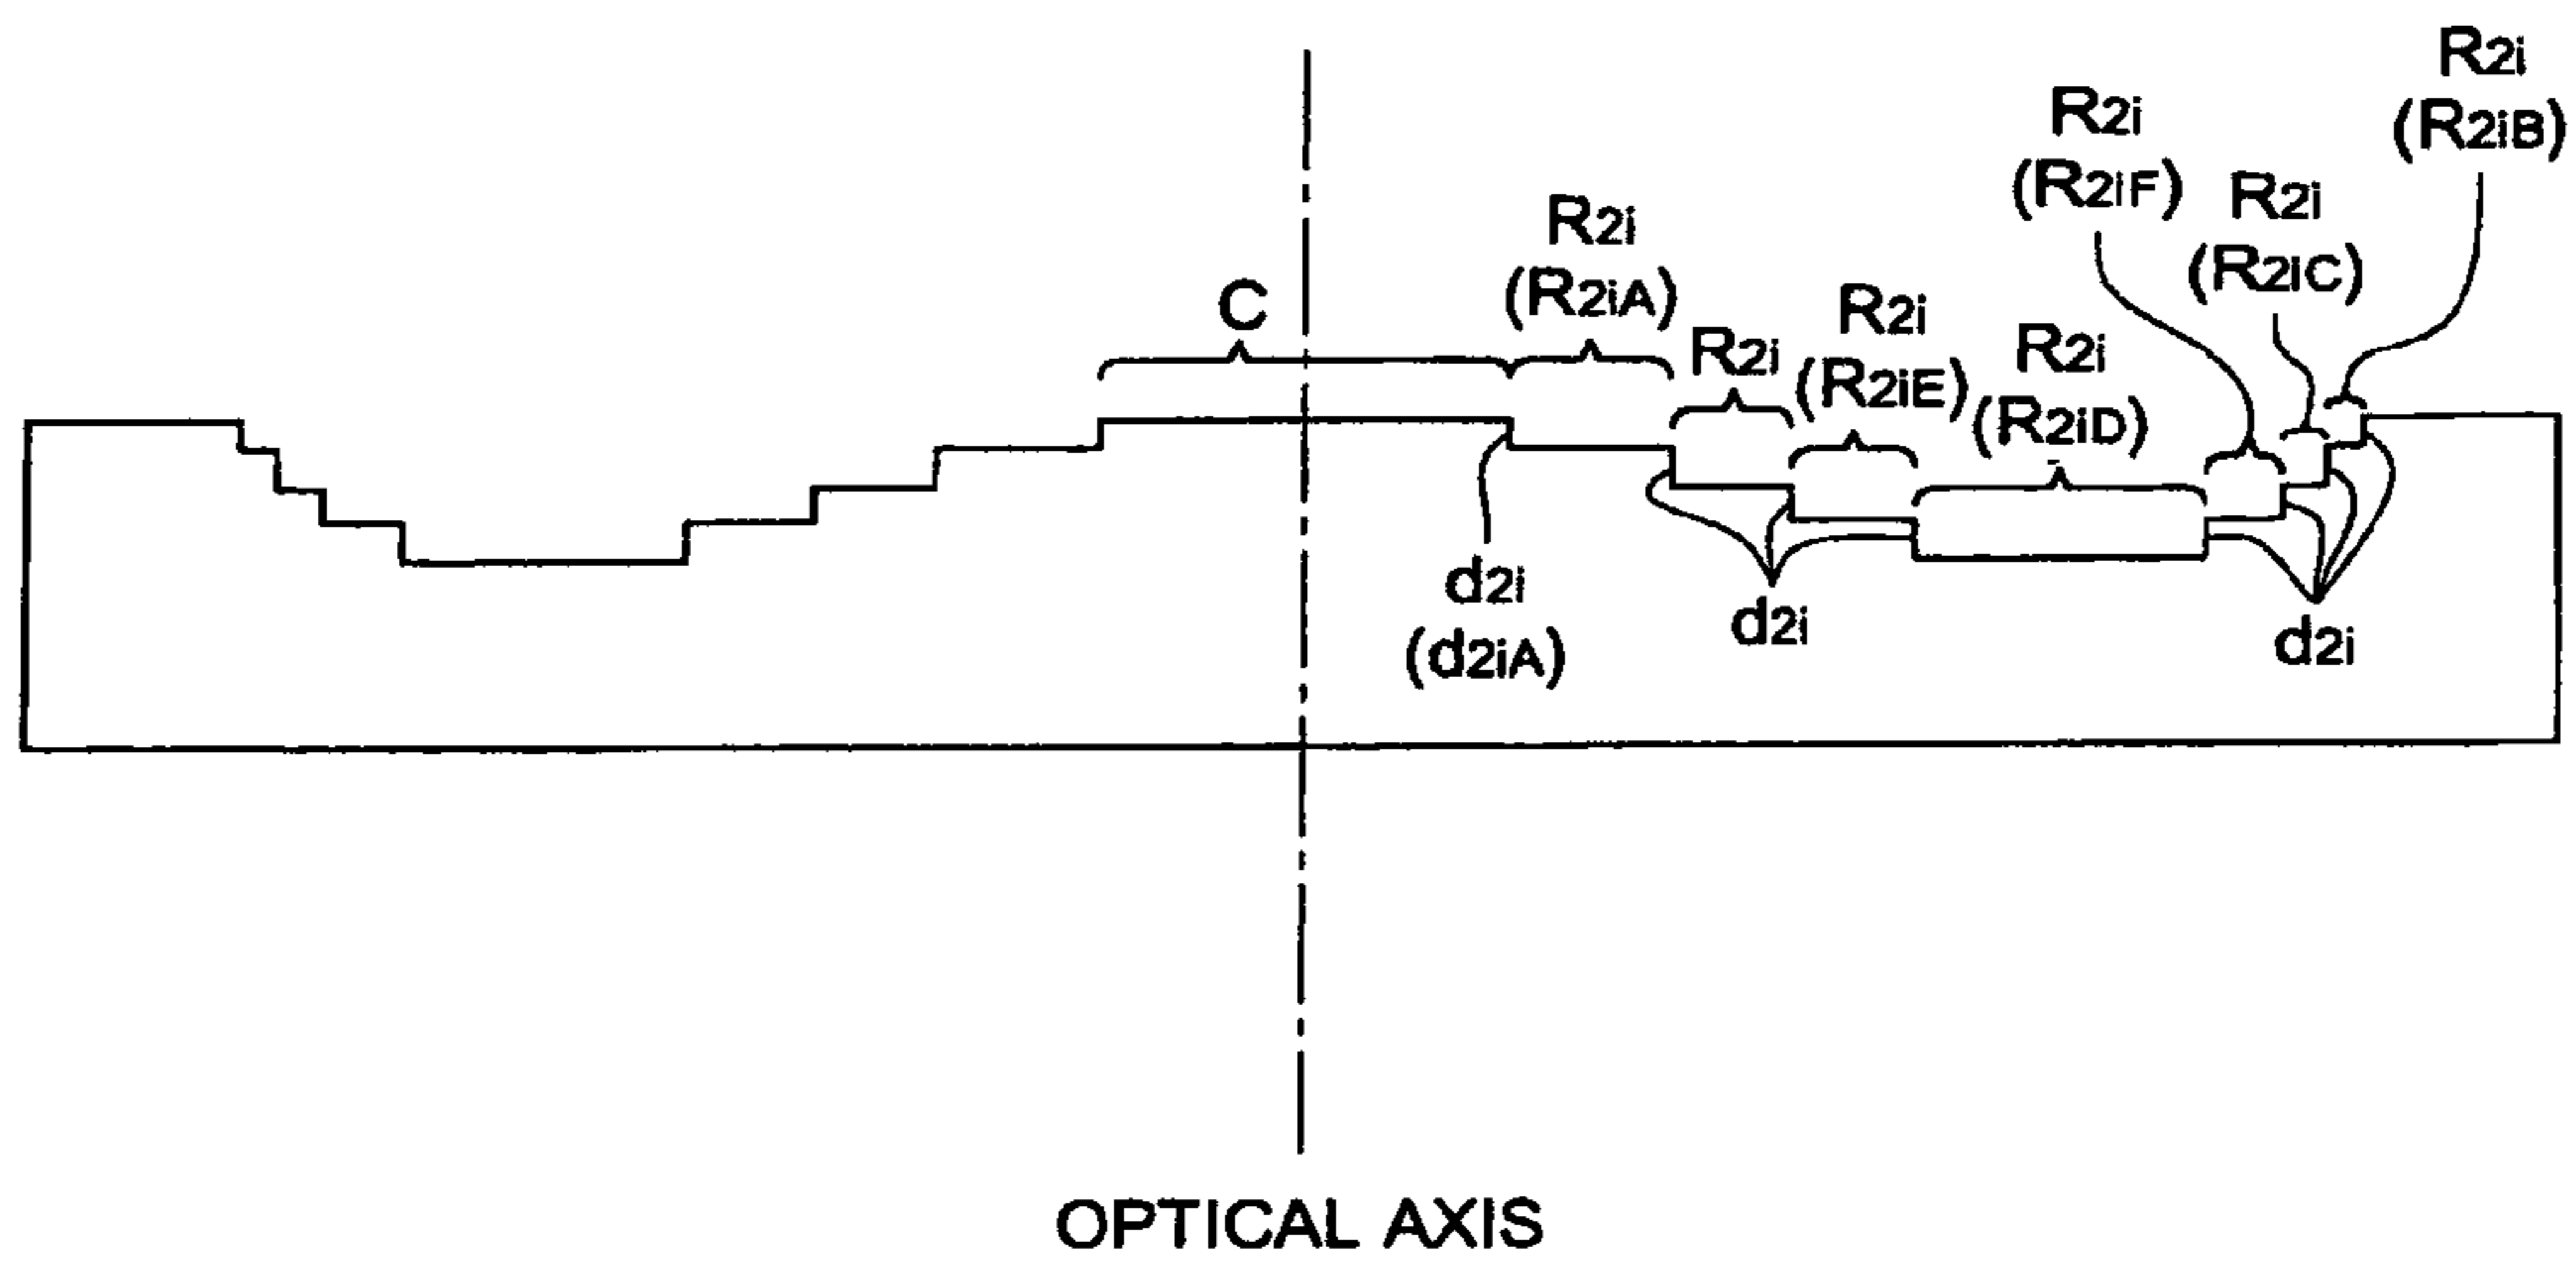 C
R2i
(R2iA)
R2i
R2i
(R2iE)
R2i
(R2iD)
R2i
(R2iF)
R2i
(R2iC)
R2i
(R2iB)
d2i
(d2iA)
d2i
d2i
OPTICAL AXIS